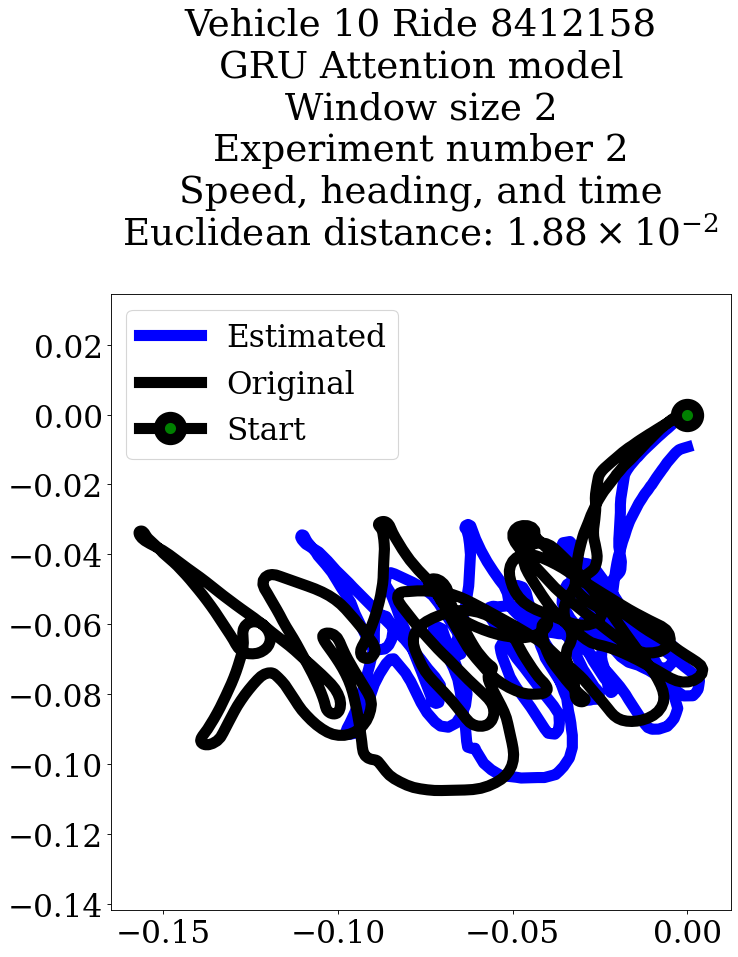 Vehicle 10 Ride 8412158
GRU Attention model
Window size 2
Experiment number 2
Speed, heading, and time
Euclidean distance: 1.88 × 10⁻²
Estimated
Original
Start
0.02
0.00
−0.02
−0.04
−0.06
−0.08
−0.10
−0.12
−0.14
−0.15 −0.10 −0.05 0.00